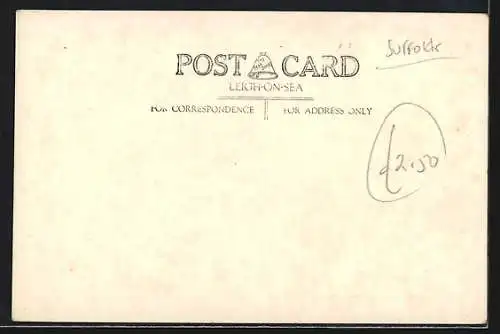 Suffolk
POST CARD
LEIGH-ON-SEA
FOR CORRESPONDENCE FOR ADDRESS ONLY
£2.50